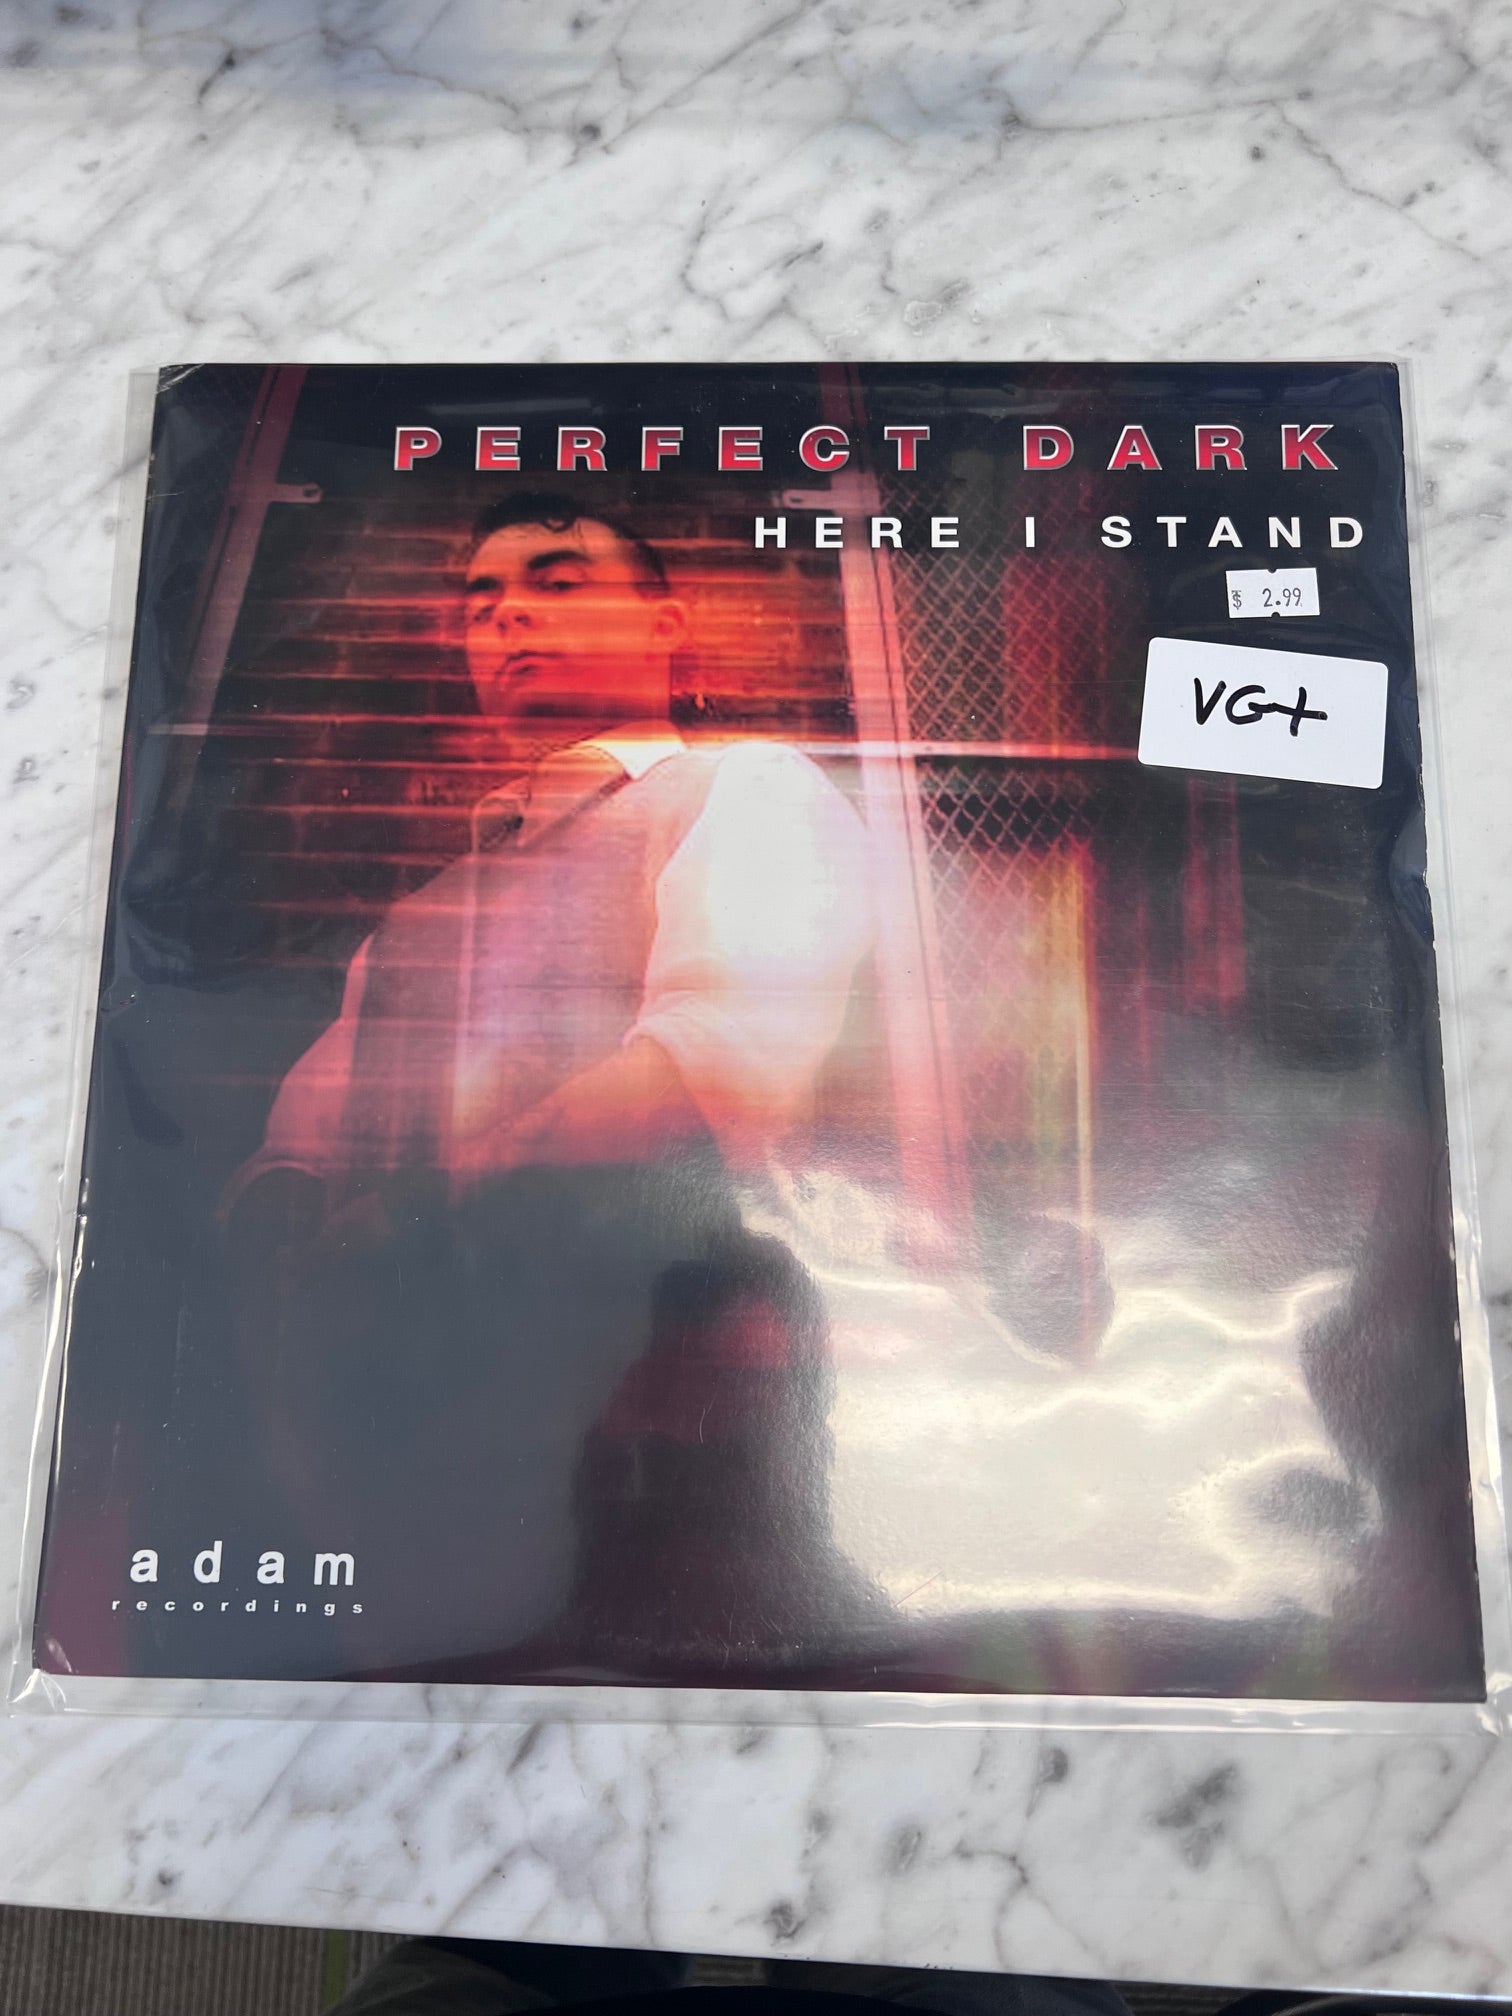 PERFECT DARK
HERE I STAND
$ 2.99
VG+
adam
recordings